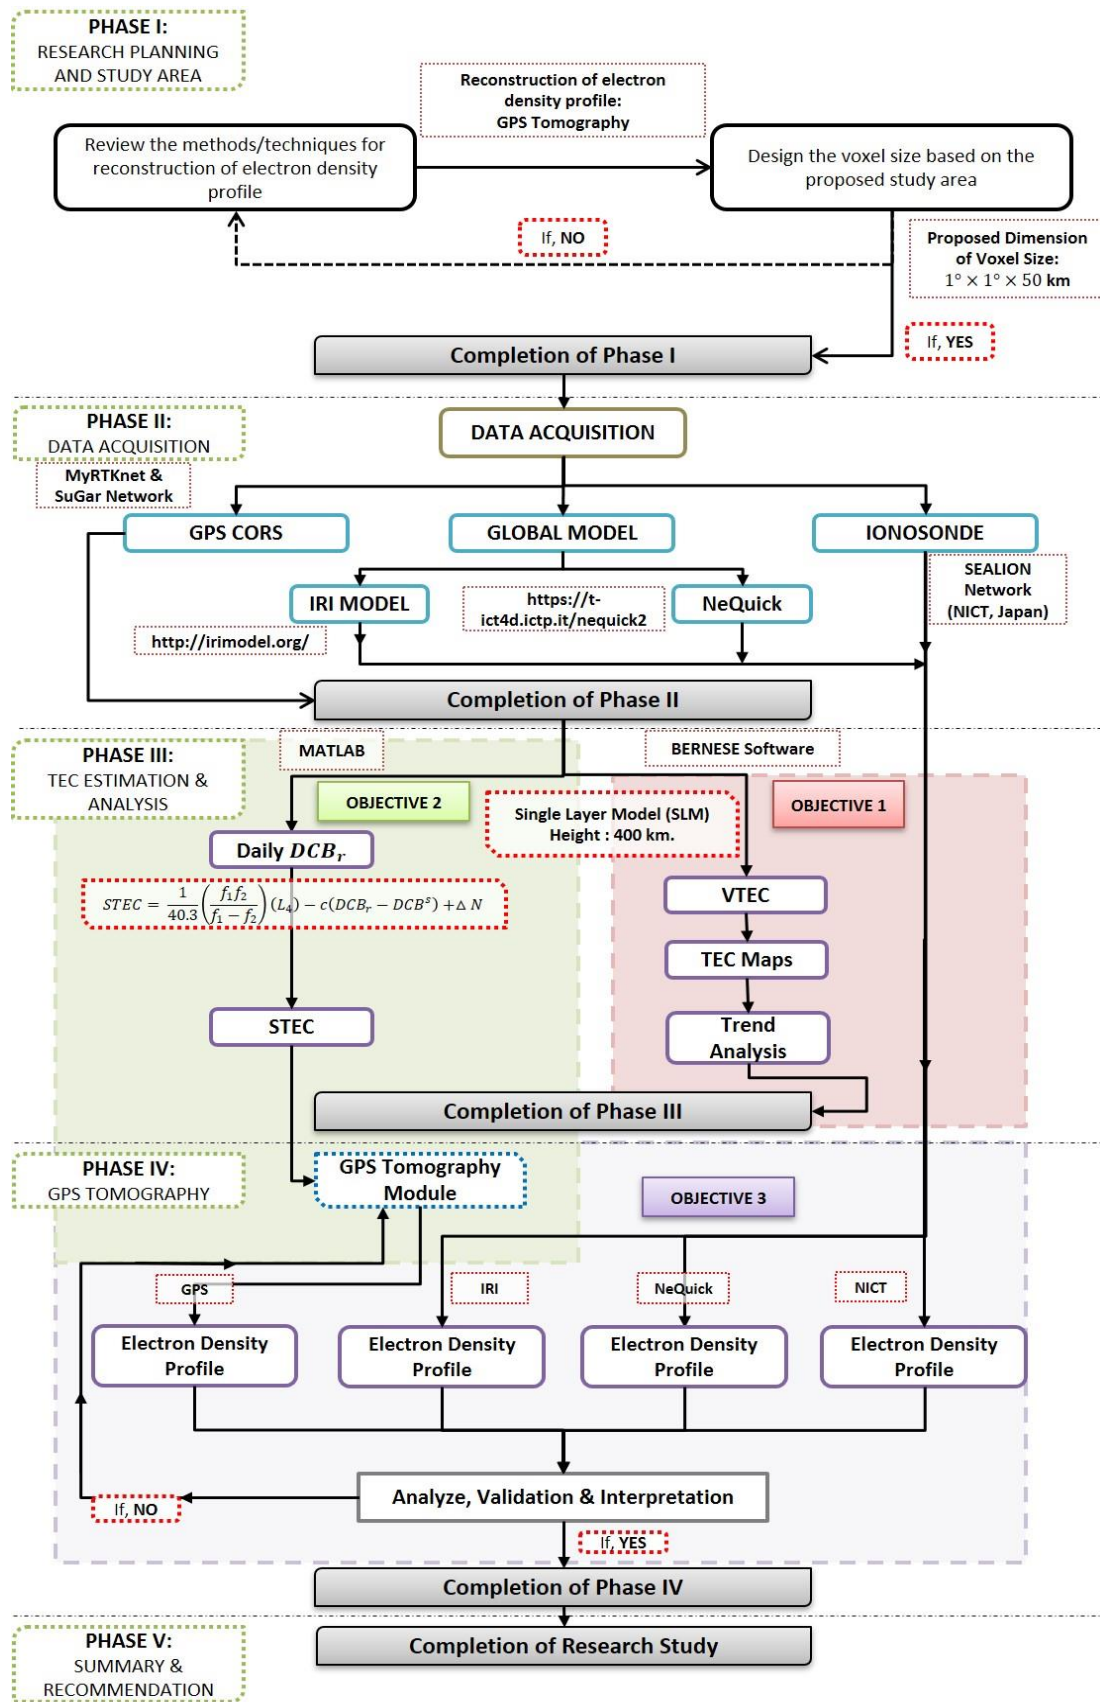 PHASE I:
RESEARCH PLANNING
AND STUDY AREA
Reconstruction of electron
density profile:
GPS Tomography
Review the methods/techniques for
reconstruction of electron density
profile
Design the voxel size based on the
proposed study area
If, NO
Proposed Dimension
of Voxel Size:
1° × 1° × 50 km
If, YES
Completion of Phase I
PHASE II:
DATA ACQUISITION
DATA ACQUISITION
MyRTKnet &
SuGar Network
GPS CORS
GLOBAL MODEL
IONOSONDE
SEALION
Network
(NICT, Japan)
IRI MODEL
https://t-
ict4d.ictp.it/nequick2
NeQuick
http://irimodel.org/
Completion of Phase II
PHASE III:
TEC ESTIMATION &
ANALYSIS
MATLAB
BERNESE Software
OBJECTIVE 2
Single Layer Model (SLM)
Height : 400 km.
OBJECTIVE 1
Daily DCBᵣ
STEC = 1/40.3 (f₁f₂/f₁ − f₂) (L₄) − c(DCBᵣ − DCBˢ) + △ N
VTEC
TEC Maps
STEC
Trend
Analysis
Completion of Phase III
PHASE IV:
GPS TOMOGRAPHY
GPS Tomography
Module
OBJECTIVE 3
GPS
IRI
NeQuick
NICT
Electron Density
Profile
Electron Density
Profile
Electron Density
Profile
Electron Density
Profile
Analyze, Validation & Interpretation
If, NO
If, YES
Completion of Phase IV
PHASE V:
SUMMARY &
RECOMMENDATION
Completion of Research Study